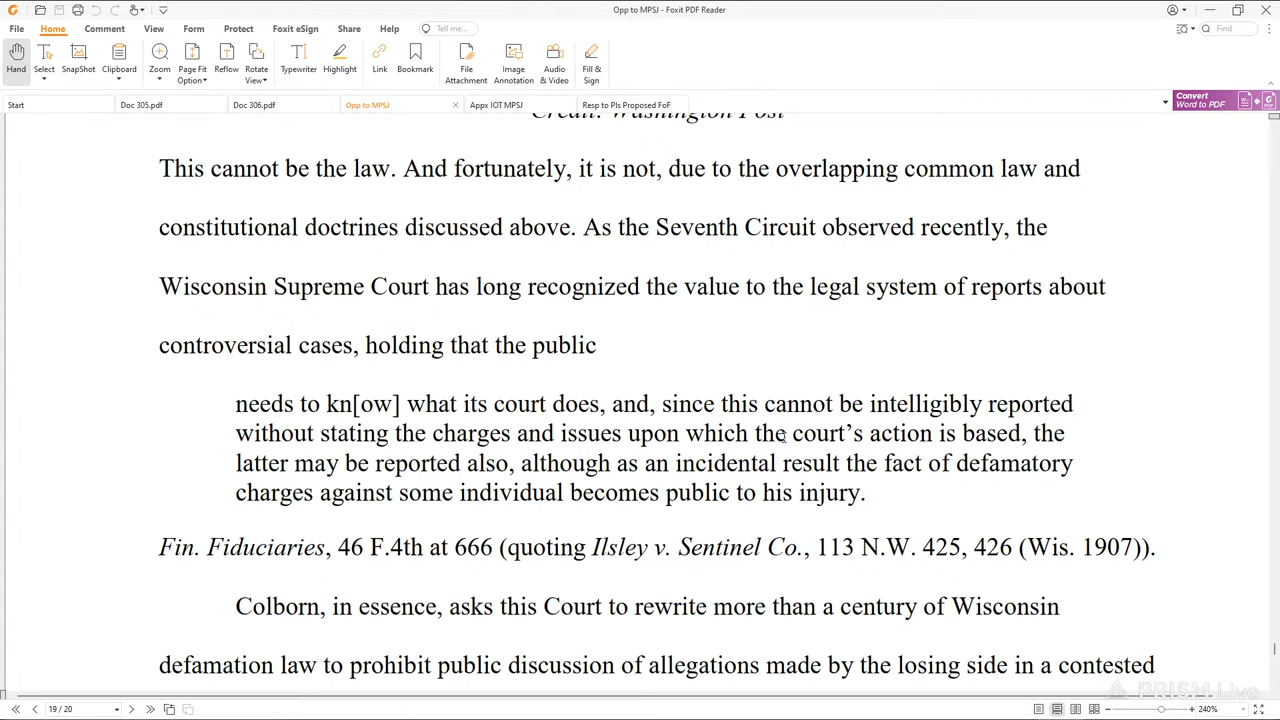 Opp to MPSJ - Foxit PDF Reader
File Home Comment View Form Protect Foxit eSign Share Help Tell me... Find
Hand Select SnapShot Clipboard Zoom Page Fit Option Reflow Rotate View Typewriter Highlight Link Bookmark File Attachment Image Annotation Audio & Video Fill & Sign
Start Doc 305.pdf Doc 306.pdf Opp to MPSJ Appx IOT MPSJ Resp to Pls Proposed FoF Convert Word to PDF
Credit: Washington Post
This cannot be the law. And fortunately, it is not, due to the overlapping common law and
constitutional doctrines discussed above. As the Seventh Circuit observed recently, the
Wisconsin Supreme Court has long recognized the value to the legal system of reports about
controversial cases, holding that the public
needs to kn[ow] what its court does, and, since this cannot be intelligibly reported
without stating the charges and issues upon which the court’s action is based, the
latter may be reported also, although as an incidental result the fact of defamatory
charges against some individual becomes public to his injury.
Fin. Fiduciaries, 46 F.4th at 666 (quoting Ilsley v. Sentinel Co., 113 N.W. 425, 426 (Wis. 1907)).
Colborn, in essence, asks this Court to rewrite more than a century of Wisconsin
defamation law to prohibit public discussion of allegations made by the losing side in a contested
PRISM Live
19 / 20 240%